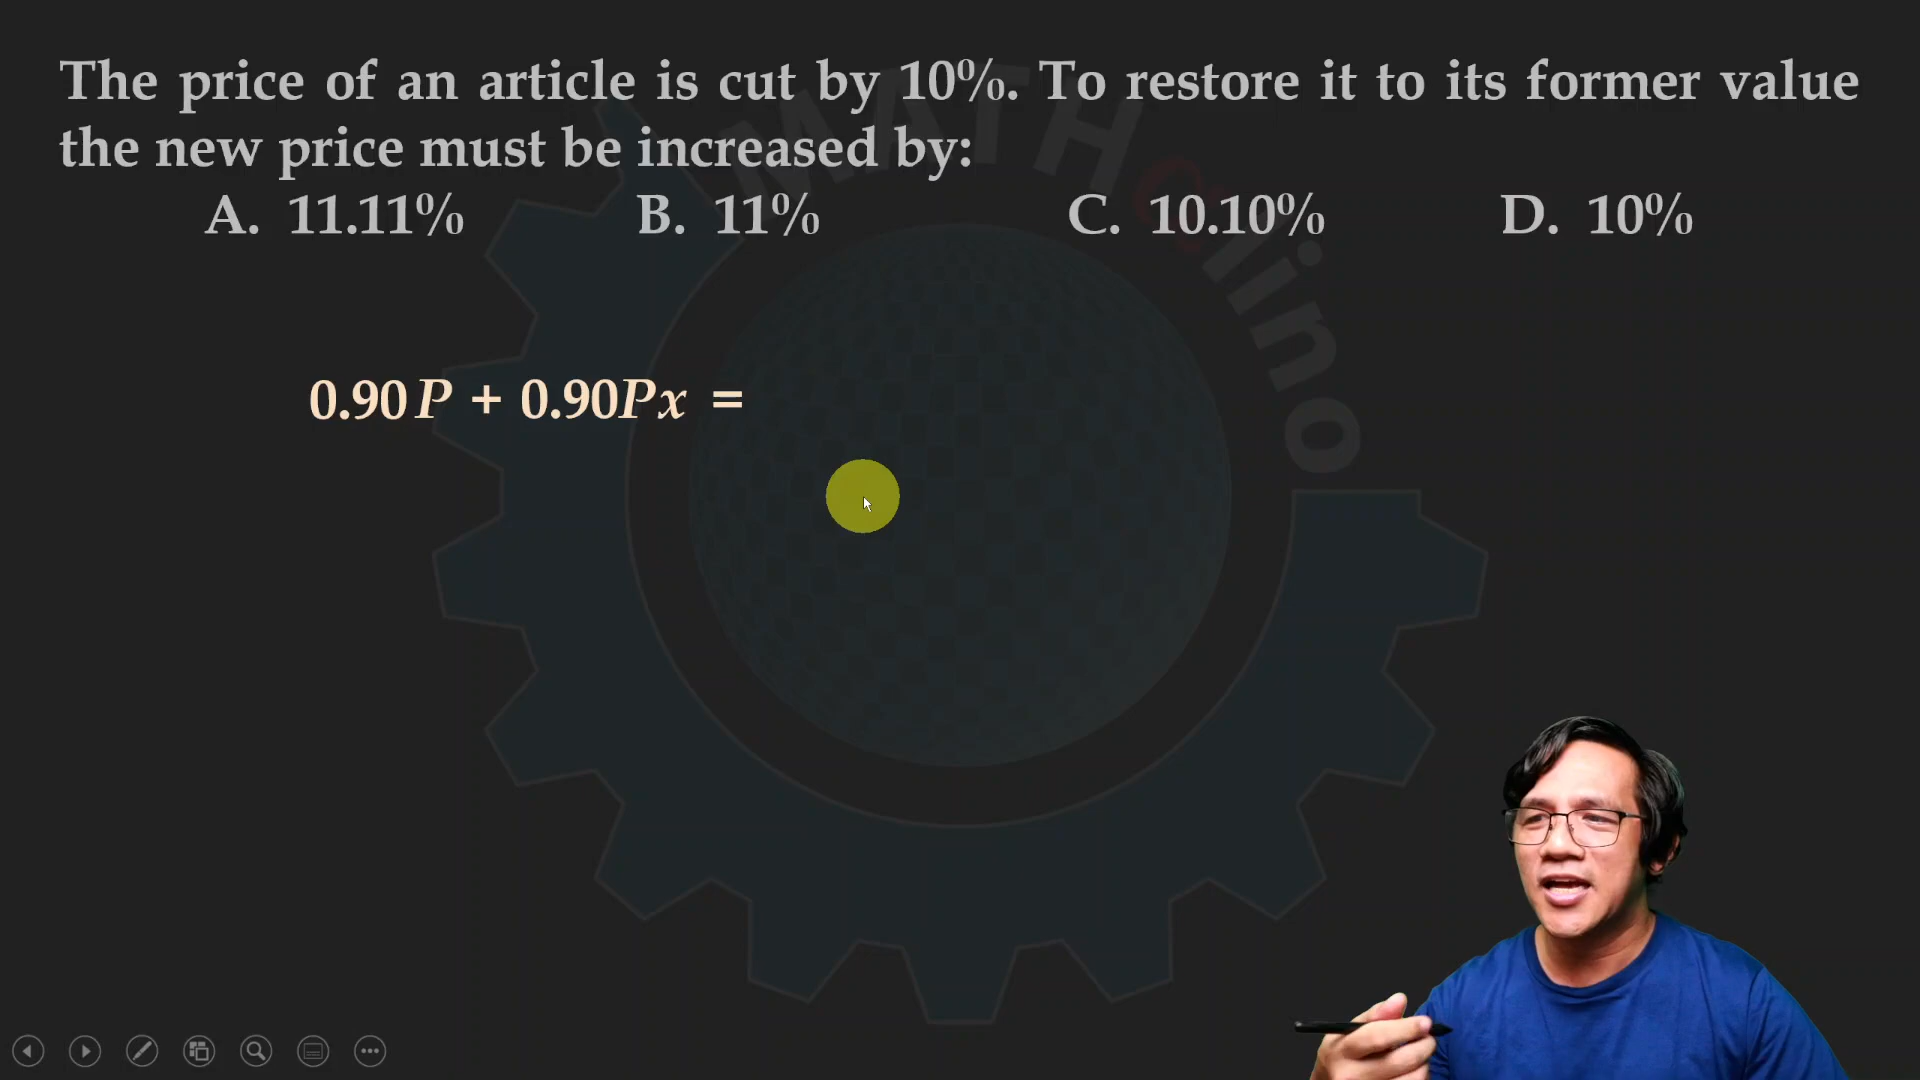 The price of an article is cut by 10%. To restore it to its former value
the new price must be increased by:
A. 11.11% B. 11% C. 10.10% D. 10%
MATHalino
0.90P + 0.90Px =